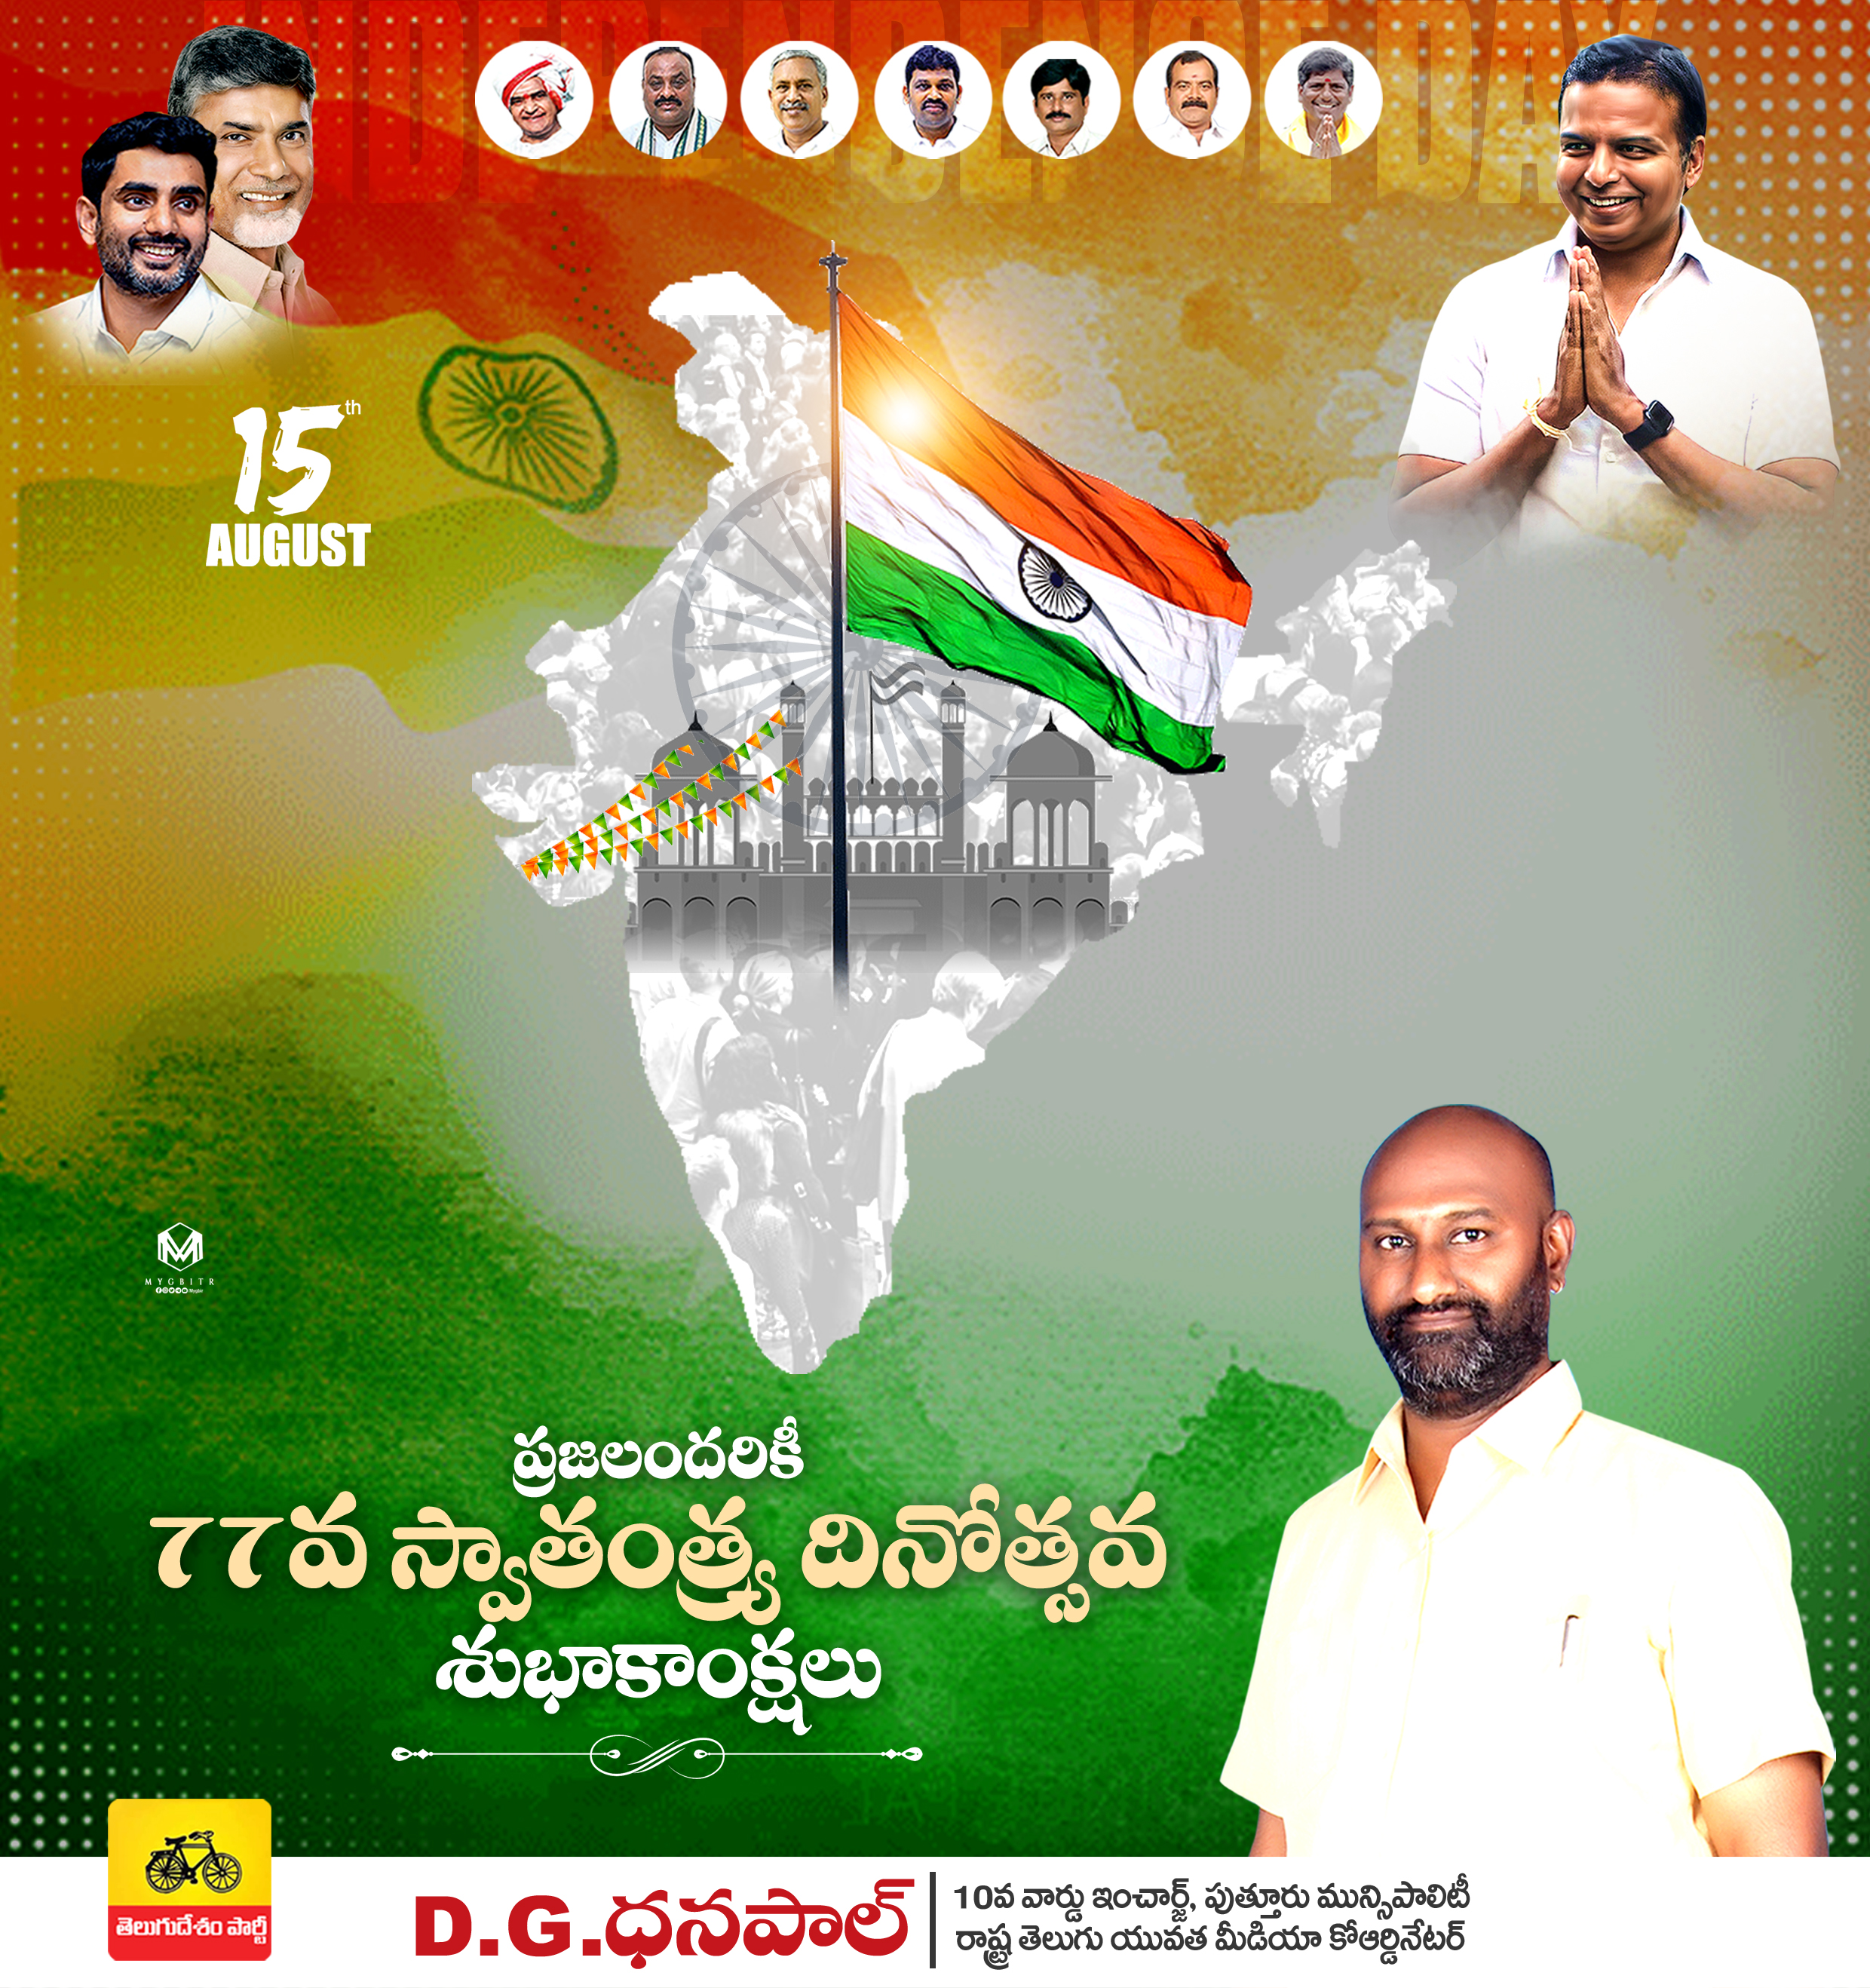 INDEPENDENCE DAY
15th
AUGUST
MYGBITR
ప్రజలందరికీ
77వ స్వాతంత్ర్య దినోత్సవ
శుభాకాంక్షలు
తెలుగుదేశం పార్టీ
D.G.ధనపాల్
10వ వార్డు ఇంచార్జ్, పుత్తూరు మున్సిపాలిటీ
రాష్ట్ర తెలుగు యువత మీడియా కోఆర్డినేటర్